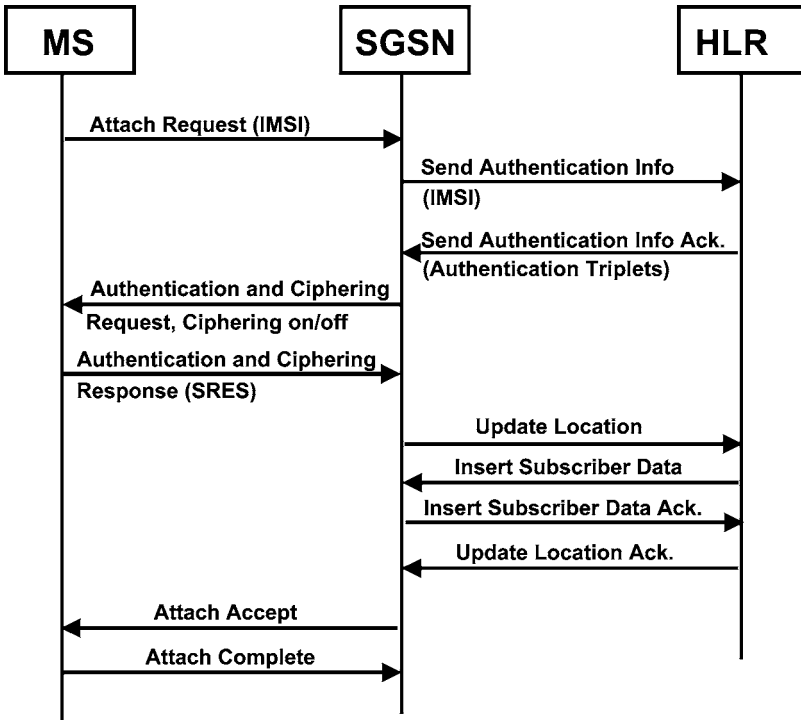 MS
SGSN
HLR
Attach Request (IMSI)
Send Authentication Info
(IMSI)
Send Authentication Info Ack.
(Authentication Triplets)
Authentication and Ciphering
Request, Ciphering on/off
Authentication and Ciphering
Response (SRES)
Update Location
Insert Subscriber Data
Insert Subscriber Data Ack.
Update Location Ack.
Attach Accept
Attach Complete